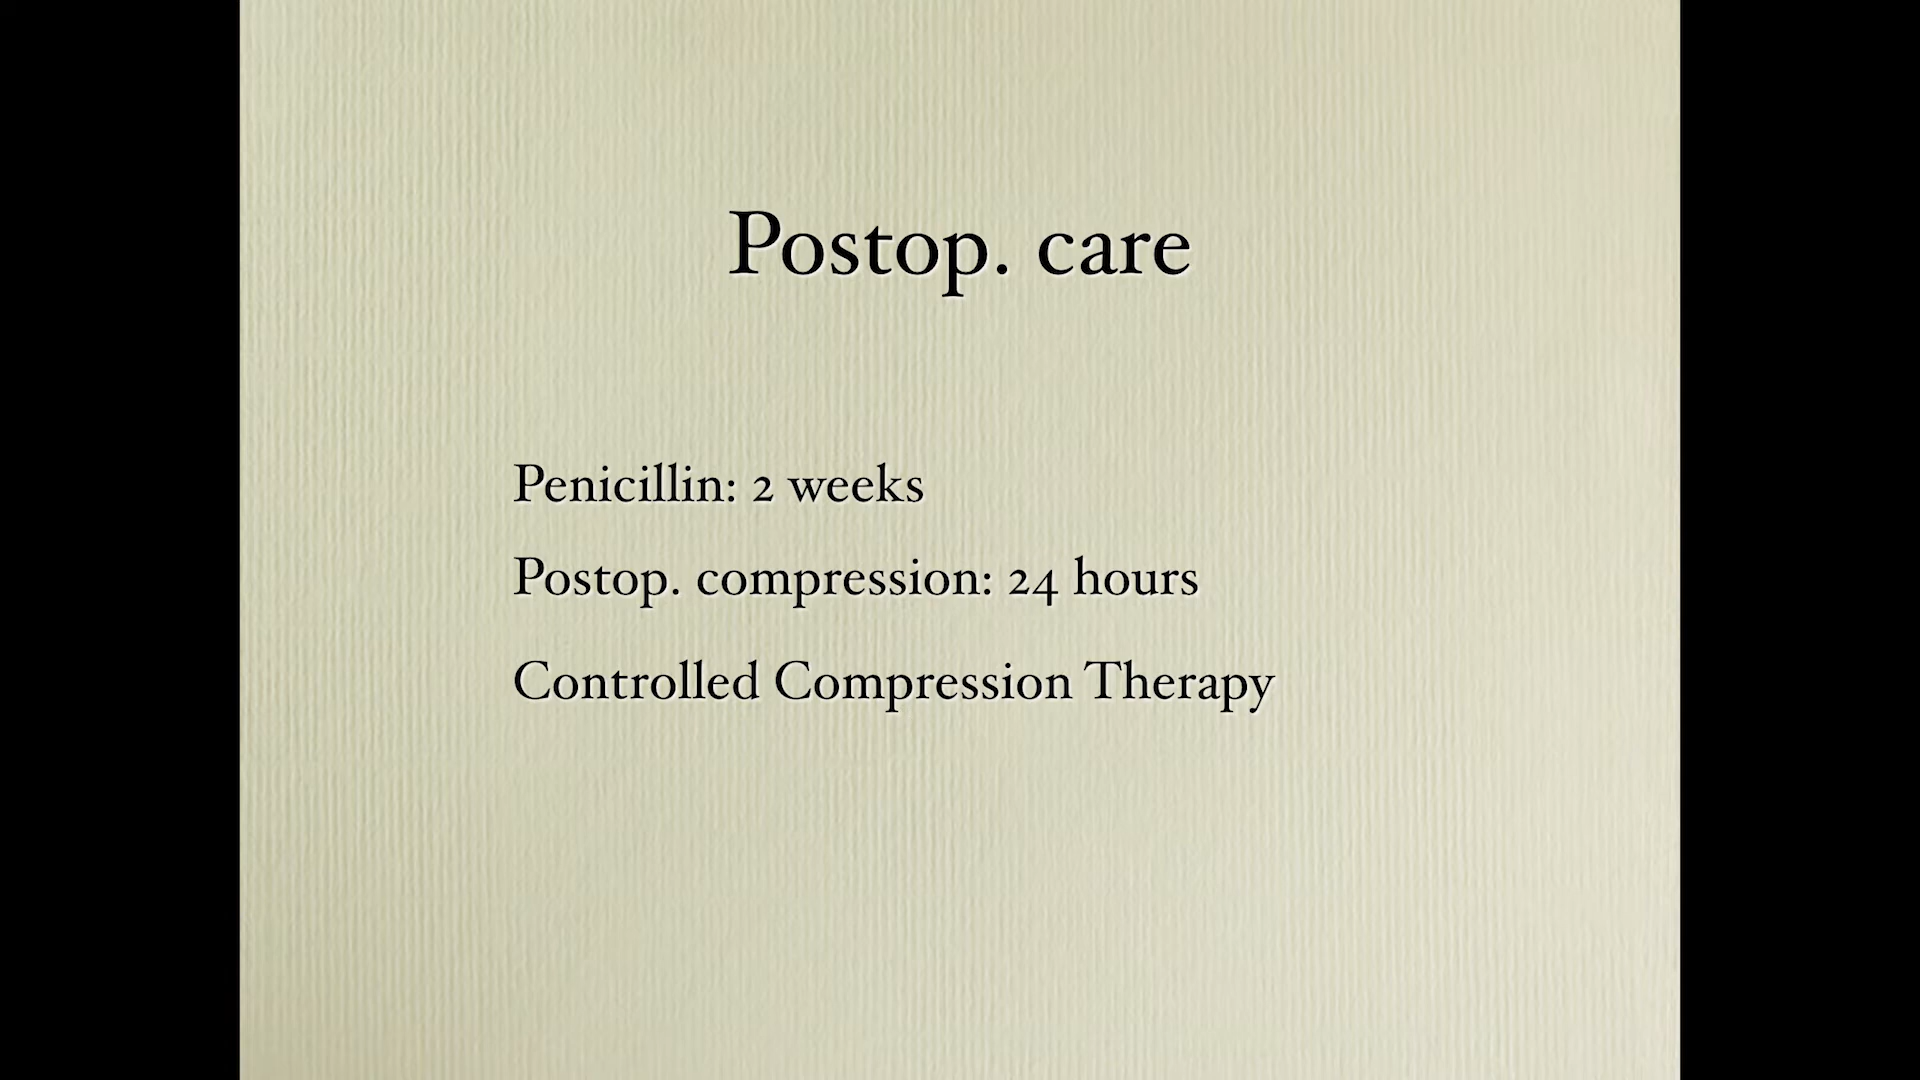 Postop. care
Penicillin: 2 weeks
Postop. compression: 24 hours
Controlled Compression Therapy